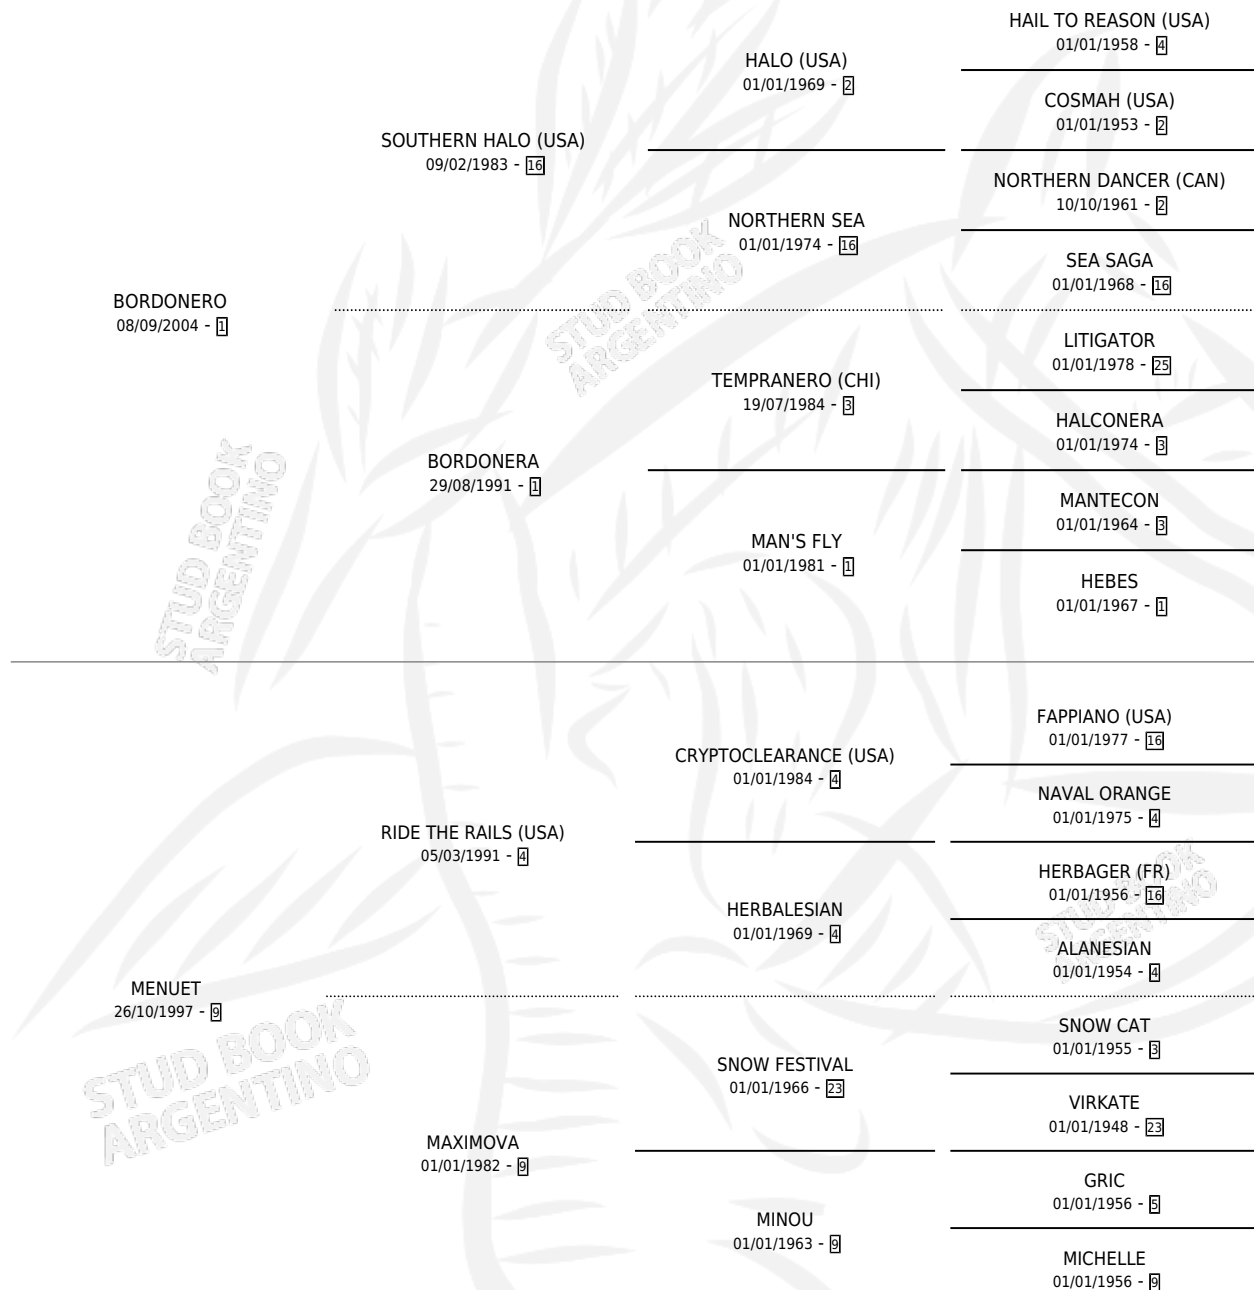 HAIL TO REASON (USA)
01/01/1958 - 4
HALO (USA)
01/01/1969 - 2
COSMAH (USA)
01/01/1953 - 2
SOUTHERN HALO (USA)
09/02/1983 - 16
NORTHERN DANCER (CAN)
10/10/1961 - 2
NORTHERN SEA
01/01/1974 - 16
SEA SAGA
01/01/1968 - 16
BORDONERO
08/09/2004 - 1
STUD BOOK
ARGENTINO
LITIGATOR
01/01/1978 - 25
TEMPRANERO (CHI)
19/07/1984 - 3
HALCONERA
01/01/1974 - 3
BORDONERA
29/08/1991 - 1
MANTECON
01/01/1964 - 3
MAN'S FLY
01/01/1981 - 1
HEBES
01/01/1967 - 1
STUD BOOK
ARGENTINO
FAPPIANO (USA)
01/01/1977 - 16
CRYPTOCLEARANCE (USA)
01/01/1984 - 4
NAVAL ORANGE
01/01/1975 - 4
RIDE THE RAILS (USA)
05/03/1991 - 4
HERBAGER (FR)
01/01/1956 - 16
HERBALESIAN
01/01/1969 - 4
STUD BOOK
ARGENTINO
ALANESIAN
01/01/1954 - 4
MENUET
26/10/1997 - 9
SNOW CAT
01/01/1955 - 3
SNOW FESTIVAL
01/01/1966 - 23
STUD BOOK
ARGENTINO
VIRKATE
01/01/1948 - 23
MAXIMOVA
01/01/1982 - 9
GRIC
01/01/1956 - 5
MINOU
01/01/1963 - 9
MICHELLE
01/01/1956 - 9